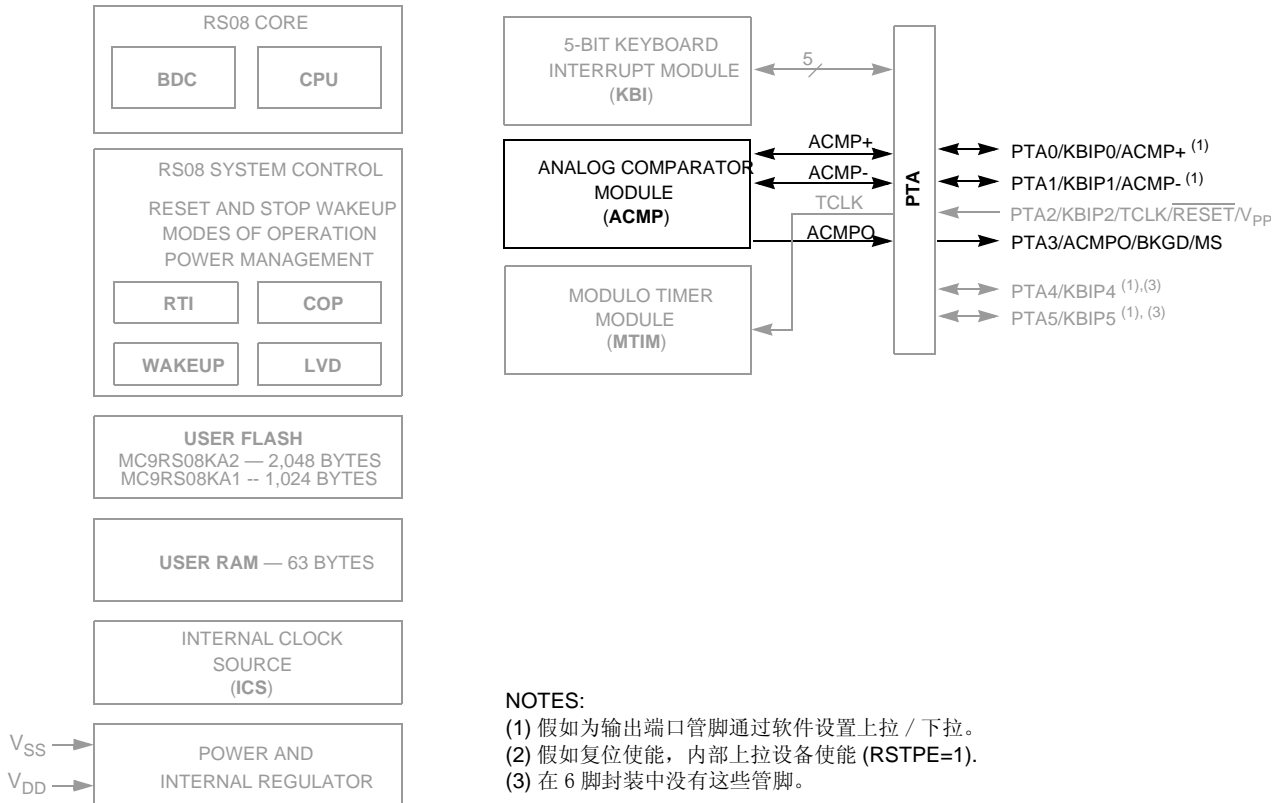 RS08 CORE
BDC
CPU
RS08 SYSTEM CONTROL
RESET AND STOP WAKEUP
MODES OF OPERATION
POWER MANAGEMENT
RTI
COP
WAKEUP
LVD
USER FLASH
MC9RS08KA2 — 2,048 BYTES
MC9RS08KA1 -- 1,024 BYTES
USER RAM — 63 BYTES
INTERNAL CLOCK
SOURCE
(ICS)
VSS
VDD
POWER AND
INTERNAL REGULATOR
5-BIT KEYBOARD
INTERRUPT MODULE
(KBI)
5
ANALOG COMPARATOR
MODULE
(ACMP)
ACMP+
ACMP-
TCLK
ACMPO
MODULO TIMER
MODULE
(MTIM)
PTA
PTA0/KBIP0/ACMP+ (1)
PTA1/KBIP1/ACMP- (1)
PTA2/KBIP2/TCLK/RESET/VPP
PTA3/ACMPO/BKGD/MS
PTA4/KBIP4 (1),(3)
PTA5/KBIP5 (1), (3)
NOTES:
(1) 假如为输出端口管脚通过软件设置上拉 / 下拉。
(2) 假如复位使能，内部上拉设备使能 (RSTPE=1).
(3) 在 6 脚封装中没有这些管脚。